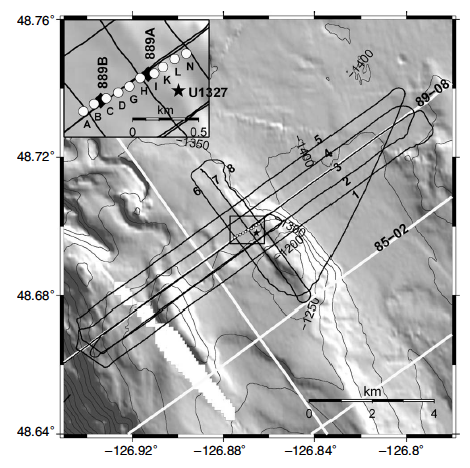 48.76°
48.72°
48.68°
48.64°
−126.92°
−126.88°
−126.84°
−126.8°
889A
889B
A
B
C
D
G
H
I
K
L
N
U1327
km
0
0.5
−1350
−1400
−1400
89−08
85−02
5
4
3
2
1
6
7
8
−1300
−1200
−1250
km
0
2
4